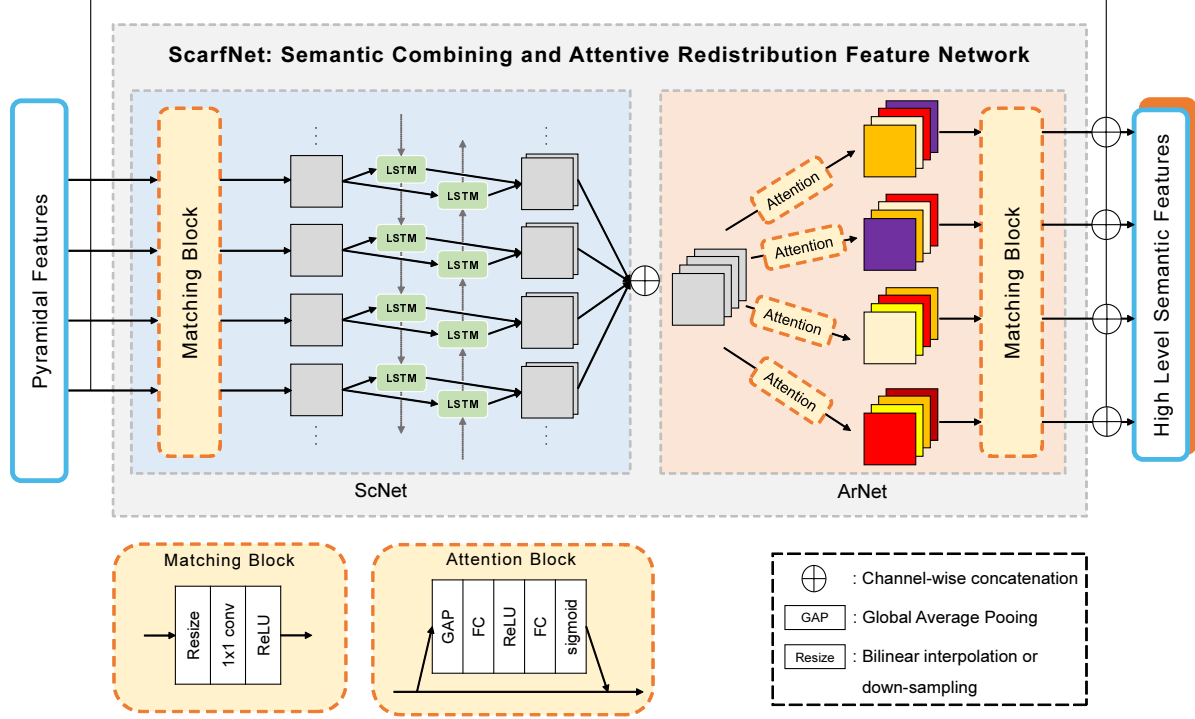 ScarfNet: Semantic Combining and Attentive Redistribution Feature Network
Pyramidal Features
Matching Block
LSTM
LSTM
LSTM
LSTM
LSTM
LSTM
LSTM
LSTM
ScNet
Attention
Attention
Attention
Attention
Matching Block
ArNet
High Level Semantic Features
Matching Block
Resize
1x1 conv
ReLU
Attention Block
GAP
FC
ReLU
FC
sigmoid
: Channel-wise concatenation
GAP : Global Average Pooing
Resize : Bilinear interpolation or
down-sampling